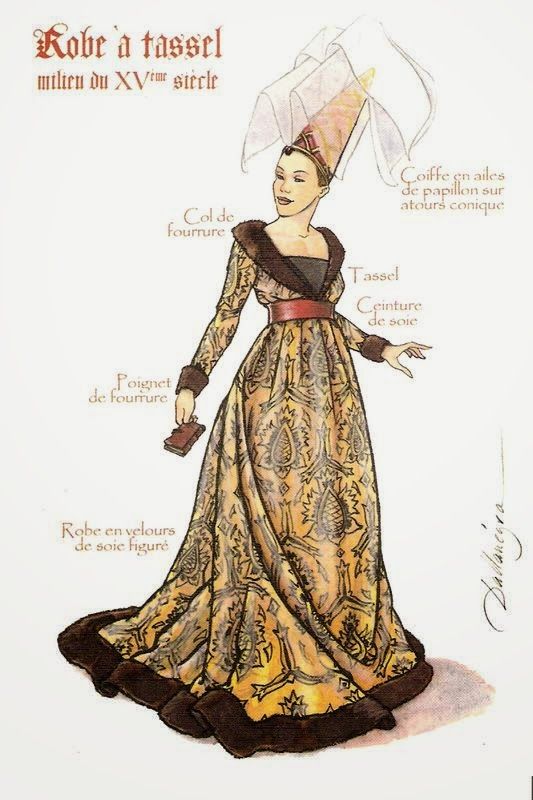 Robe à tassel
milieu du XVème siècle
Coiffe en ailes
de papillon sur
atours conique
Col de
fourrure
Tassel
Ceinture
de soie
Poignet
de fourrure
Robe en velours
de soie figuré